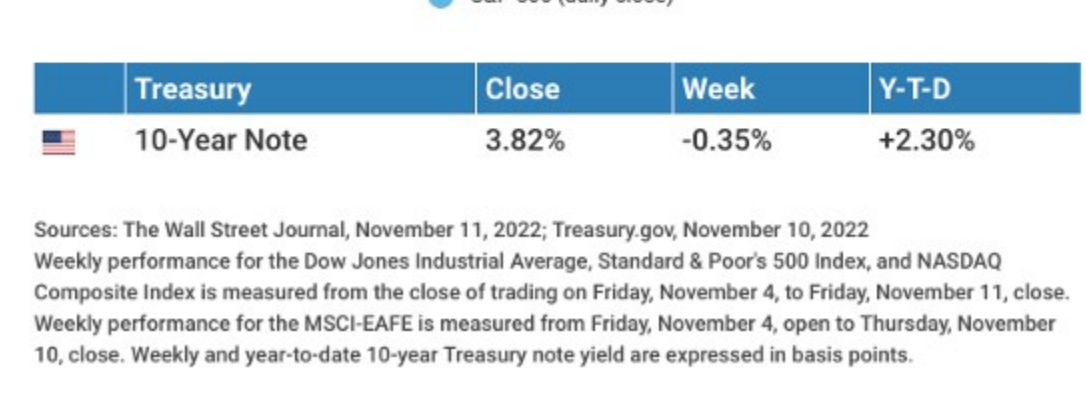 Treasury Close Week Y-T-D
10-Year Note 3.82% -0.35% +2.30%
Sources: The Wall Street Journal, November 11, 2022; Treasury.gov, November 10, 2022
Weekly performance for the Dow Jones Industrial Average, Standard & Poor's 500 Index, and NASDAQ
Composite Index is measured from the close of trading on Friday, November 4, to Friday, November 11, close.
Weekly performance for the MSCI-EAFE is measured from Friday, November 4, open to Thursday, November
10, close. Weekly and year-to-date 10-year Treasury note yield are expressed in basis points.